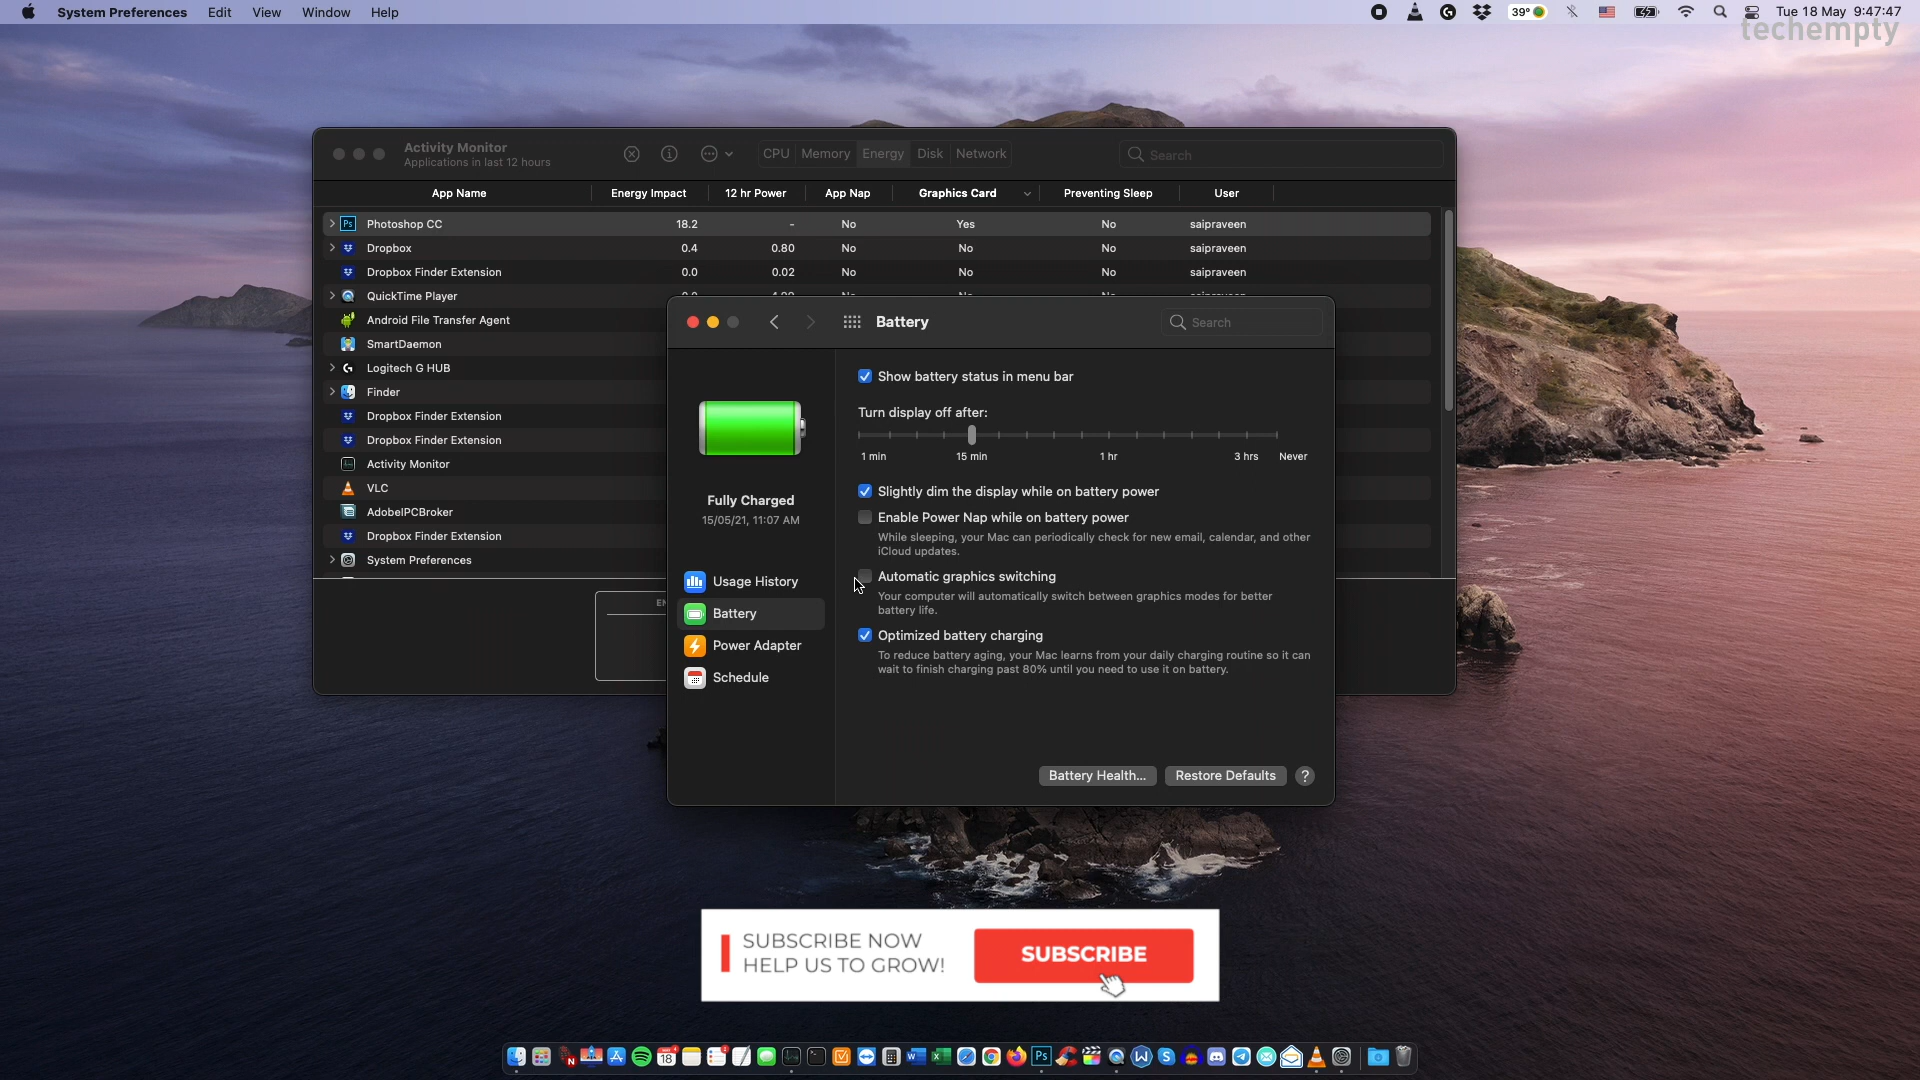 System Preferences Edit View Window Help
39° Tue 18 May 9:47:47
techempty
Activity Monitor
Applications in last 12 hours
CPU Memory Energy Disk Network
Search
App Name Energy Impact 12 hr Power App Nap Graphics Card Preventing Sleep User
Ps Photoshop CC 18.2 - No Yes No saipraveen
Dropbox 0.4 0.80 No No No saipraveen
Dropbox Finder Extension 0.0 0.02 No No No saipraveen
QuickTime Player
Android File Transfer Agent
SmartDaemon
Logitech G HUB
Finder
Dropbox Finder Extension
Dropbox Finder Extension
Activity Monitor
VLC
AdobeIPCBroker
Dropbox Finder Extension
System Preferences
Battery
Search
Fully Charged
15/05/21, 11:07 AM
Usage History
Battery
Power Adapter
Schedule
Show battery status in menu bar
Turn display off after:
1 min 15 min 1 hr 3 hrs Never
Slightly dim the display while on battery power
Enable Power Nap while on battery power
While sleeping, your Mac can periodically check for new email, calendar, and other
iCloud updates.
Automatic graphics switching
Your computer will automatically switch between graphics modes for better
battery life.
Optimized battery charging
To reduce battery aging, your Mac learns from your daily charging routine so it can
wait to finish charging past 80% until you need to use it on battery.
Battery Health... Restore Defaults ?
SUBSCRIBE NOW
HELP US TO GROW!
SUBSCRIBE
18
Ps